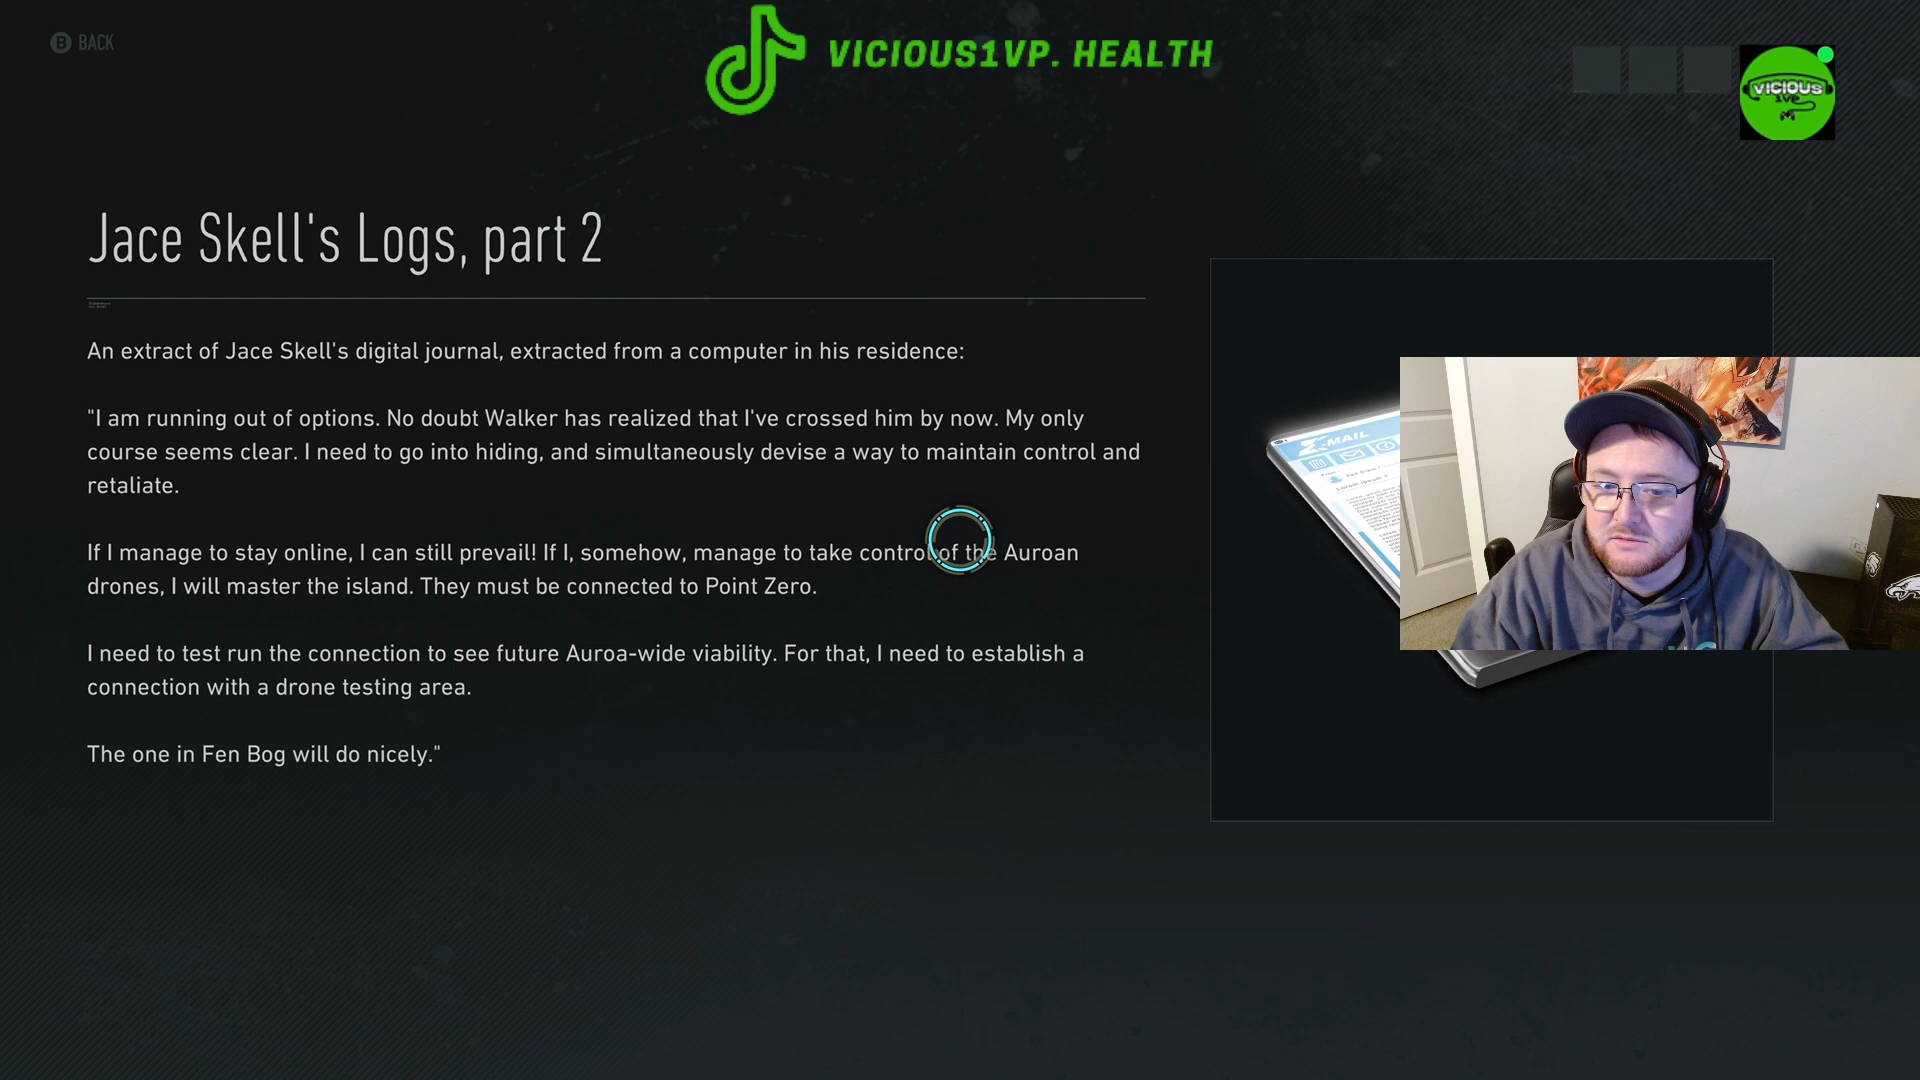 B BACK
VICIOUS1VP. HEALTH
VICIOUS
1VP
Jace Skell's Logs, part 2
An extract of Jace Skell's digital journal, extracted from a computer in his residence:
"I am running out of options. No doubt Walker has realized that I've crossed him by now. My only
course seems clear. I need to go into hiding, and simultaneously devise a way to maintain control and
retaliate.
If I manage to stay online, I can still prevail! If I, somehow, manage to take control of the Auroan
drones, I will master the island. They must be connected to Point Zero.
I need to test run the connection to see future Auroa-wide viability. For that, I need to establish a
connection with a drone testing area.
The one in Fen Bog will do nicely."
-MAIL